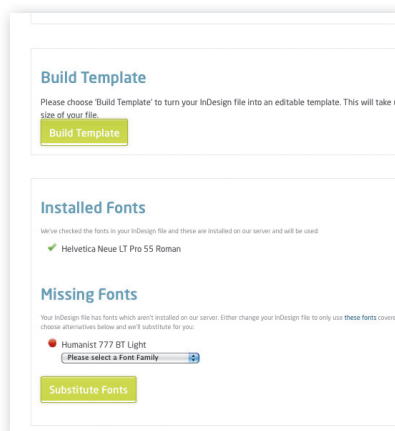 Build Template
Please choose 'Build Template' to turn your InDesign file into an editable template. This will take
size of your file.
Build Template
Installed Fonts
We've checked the fonts in your InDesign file and these are installed on our server and will be used:
Helvetica Neue LT Pro 55 Roman
Missing Fonts
Your InDesign file has fonts which aren't installed on our server. Either change your InDesign file to only use these fonts
choose alternatives below and we'll substitute for you:
Humanist 777 BT Light
Please select a Font Family
Substitute Fonts